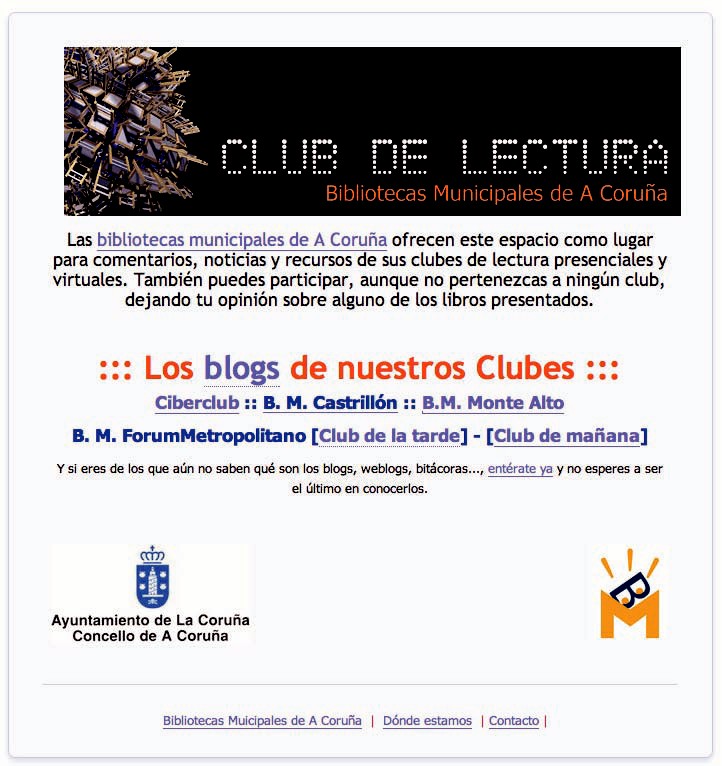 CLUB DE LECTURA
Bibliotecas Municipales de A Coruña
Las bibliotecas municipales de A Coruña ofrecen este espacio como lugar
para comentarios, noticias y recursos de sus clubes de lectura presenciales y
virtuales. También puedes participar, aunque no pertenezcas a ningún club,
dejando tu opinión sobre alguno de los libros presentados.
::: Los blogs de nuestros Clubes :::
Ciberclub :: B. M. Castrillón :: B.M. Monte Alto
B. M. ForumMetropolitano [Club de la tarde] - [Club de mañana]
Y si eres de los que aún no saben qué son los blogs, weblogs, bitácoras..., entérate ya y no esperes a ser
el último en conocerlos.
Ayuntamiento de La Coruña
Concello de A Coruña
B
M
Bibliotecas Muicipales de A Coruña | Dónde estamos | Contacto |